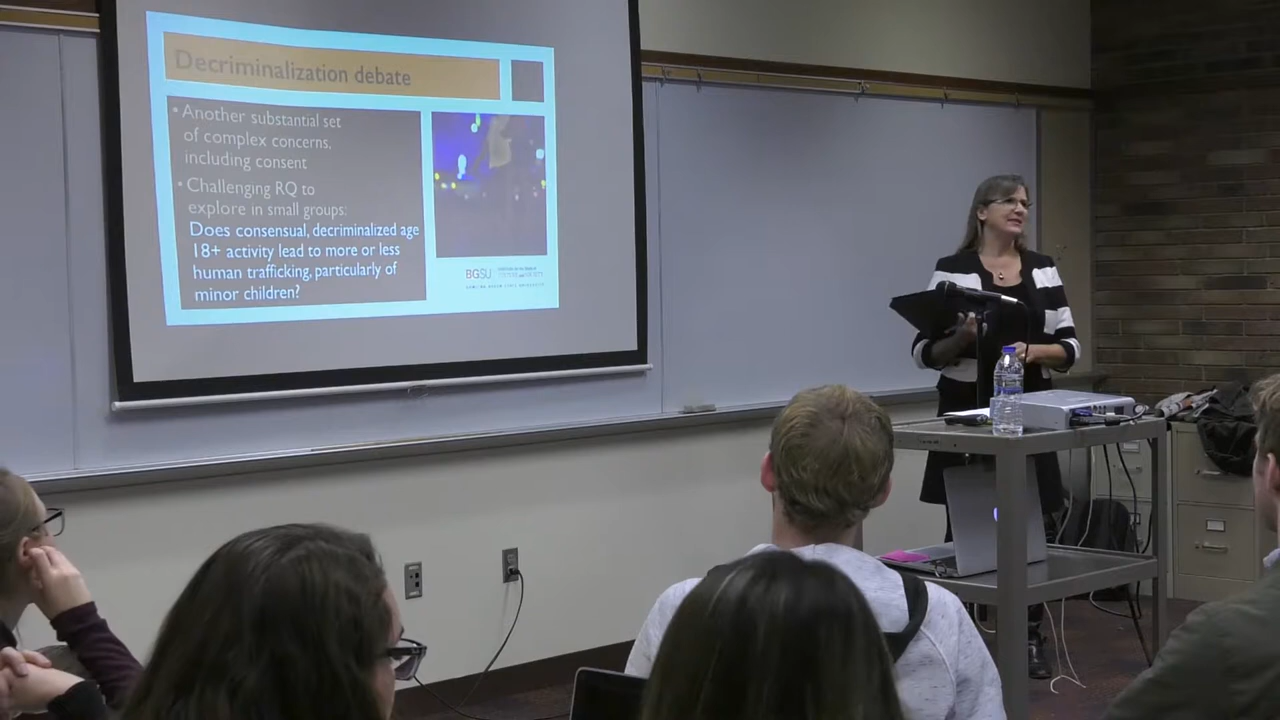 Decriminalization debate
• Another substantial set
of complex concerns,
including consent
• Challenging RQ to
explore in small groups:
Does consensual, decriminalized age
18+ activity lead to more or less
human trafficking, particularly of
minor children?
BGSU